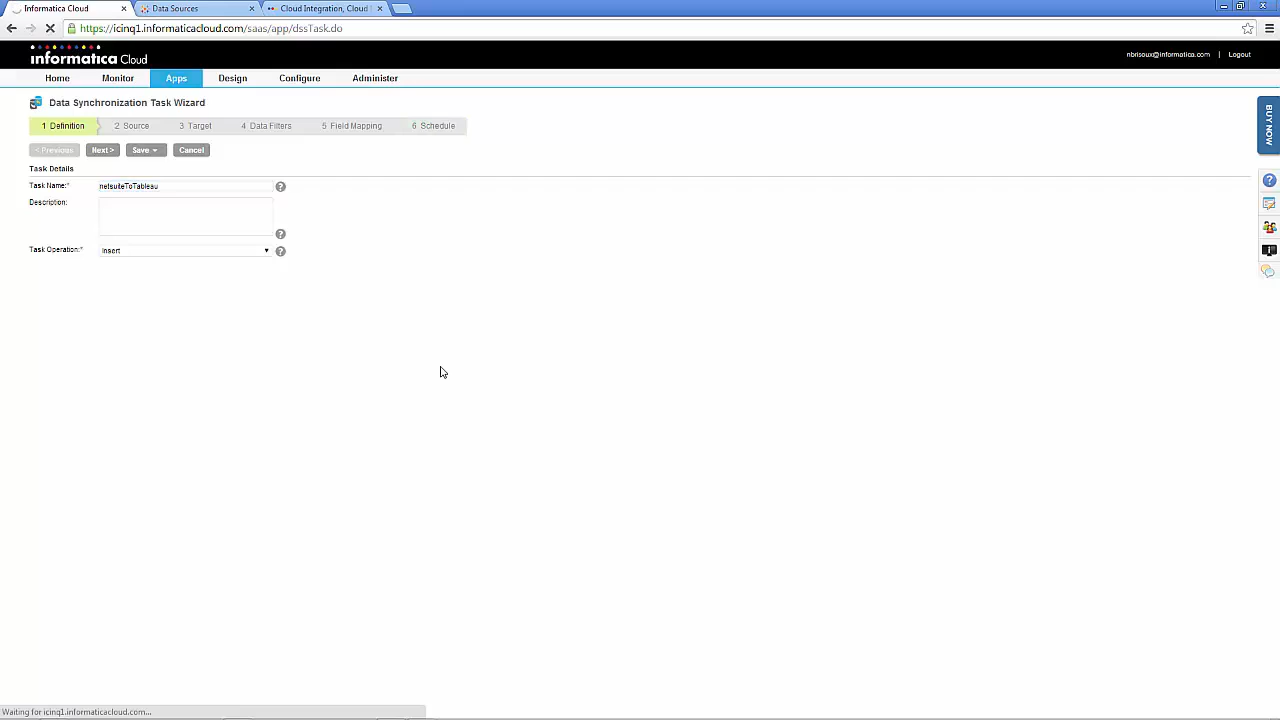 Informatica Cloud
Data Sources
Cloud Integration, Cloud
https://icinq1.informaticacloud.com/saas/app/dssTask.do
informatica Cloud
nbrisoux@informatica.com | Logout
Home Monitor Apps Design Configure Administer
Data Synchronization Task Wizard
1 Definition 2 Source 3 Target 4 Data Filters 5 Field Mapping 6 Schedule
< Previous Next > Save Cancel
Task Details
Task Name:* netsuiteToTableau
Description:
Task Operation:* Insert
BUY NOW
Waiting for icinq1.informaticacloud.com...